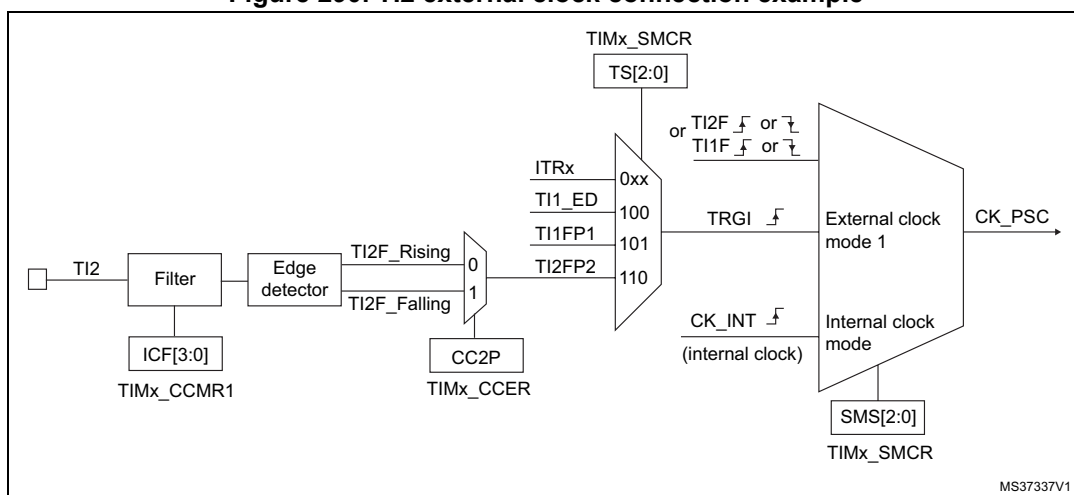 Figure TI2 external clock connection example
TIMx_SMCR
TS[2:0]
or TI2F or
TI1F or
ITRx
0xx
TI1_ED
100
TRGI
External clock
mode 1
CK_PSC
TI1FP1
101
TI2F_Rising
0
TI2FP2
110
TI2
Filter
Edge
detector
1
TI2F_Falling
CK_INT
(internal clock)
Internal clock
mode
ICF[3:0]
TIMx_CCMR1
CC2P
TIMx_CCER
SMS[2:0]
TIMx_SMCR
MS37337V1